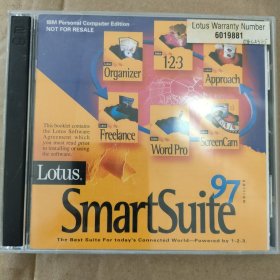 IBM Personal Computer Edition
NOT FOR RESALE
Lotus Warranty Number
6019881
Organizer
1-2-3
Approach
This booklet contains
the Lotus Software
Agreement which
you must read prior
to installing or using
the software.
Freelance
Word Pro
ScreenCam
Lotus.
SmartSuite
97
The Best Suite For today's Connected World—Powered by 1-2-3.